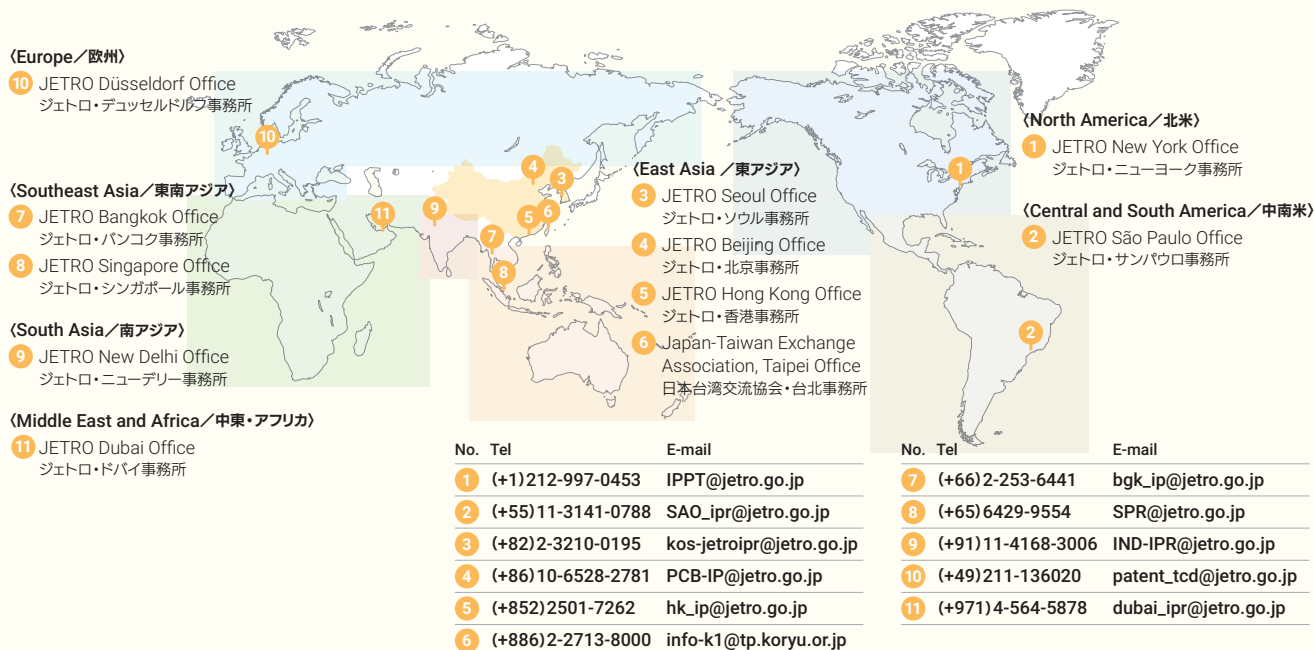 〈Europe／欧州〉
10 JETRO Düsseldorf Office
ジェトロ・デュッセルドルフ事務所
〈Southeast Asia／東南アジア〉
7 JETRO Bangkok Office
ジェトロ・バンコク事務所
8 JETRO Singapore Office
ジェトロ・シンガポール事務所
〈South Asia／南アジア〉
9 JETRO New Delhi Office
ジェトロ・ニューデリー事務所
〈Middle East and Africa／中東・アフリカ〉
11 JETRO Dubai Office
ジェトロ・ドバイ事務所
10
4
3
9
5
6
11
7
8
1
2
〈East Asia／東アジア〉
3 JETRO Seoul Office
ジェトロ・ソウル事務所
4 JETRO Beijing Office
ジェトロ・北京事務所
5 JETRO Hong Kong Office
ジェトロ・香港事務所
6 Japan-Taiwan Exchange
Association, Taipei Office
日本台湾交流協会・台北事務所
〈North America／北米〉
1 JETRO New York Office
ジェトロ・ニューヨーク事務所
〈Central and South America／中南米〉
2 JETRO São Paulo Office
ジェトロ・サンパウロ事務所
No. Tel E-mail
1 (+1)212-997-0453 IPPT@jetro.go.jp
2 (+55)11-3141-0788 SAO_ipr@jetro.go.jp
3 (+82)2-3210-0195 kos-jetroipr@jetro.go.jp
4 (+86)10-6528-2781 PCB-IP@jetro.go.jp
5 (+852)2501-7262 hk_ip@jetro.go.jp
6 (+886)2-2713-8000 info-k1@tp.koryu.or.jp
No. Tel E-mail
7 (+66)2-253-6441 bgk_ip@jetro.go.jp
8 (+65)6429-9554 SPR@jetro.go.jp
9 (+91)11-4168-3006 IND-IPR@jetro.go.jp
10 (+49)211-136020 patent_tcd@jetro.go.jp
11 (+971)4-564-5878 dubai_ipr@jetro.go.jp